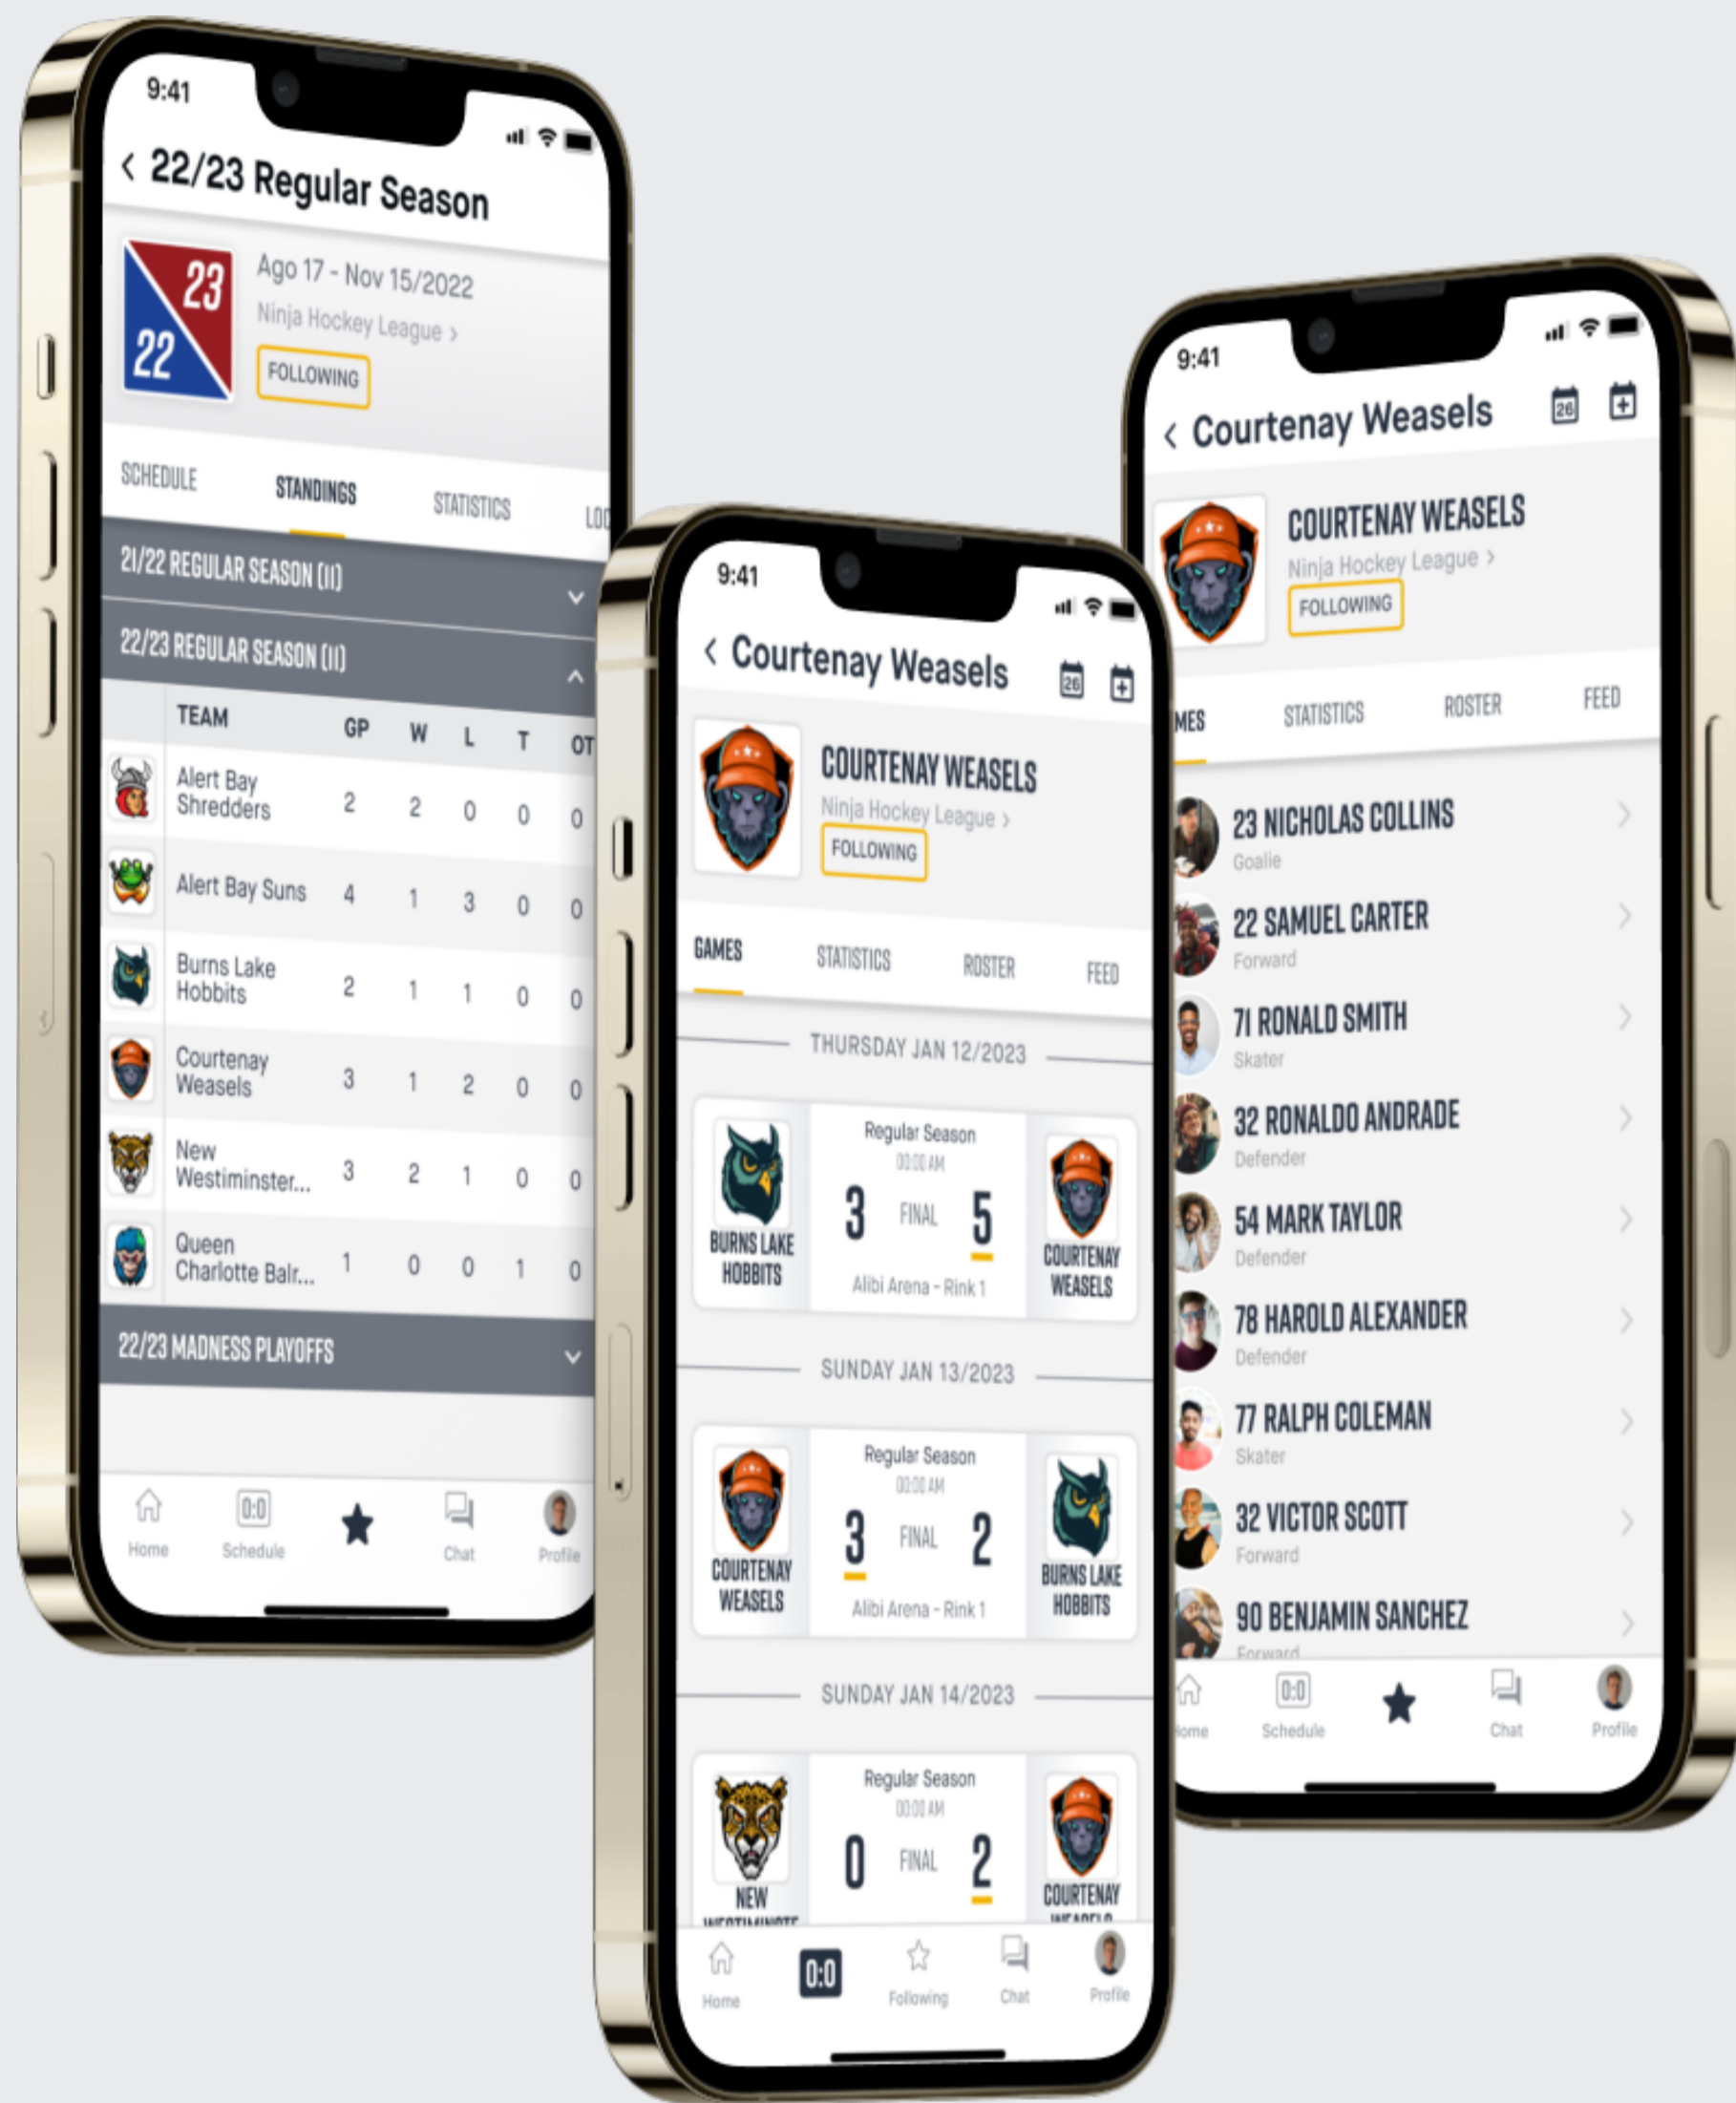 9:41
22/23 Regular Season
23
22
Ago 17 - Nov 15/2022
Ninja Hockey League >
FOLLOWING
SCHEDULE STANDINGS STATISTICS
21/22 REGULAR SEASON (11)
22/23 REGULAR SEASON (11)
TEAM GP W L T OT
Alert Bay
Shredders 2 2 0 0 0
Alert Bay Suns 4 1 3 0 0
Burns Lake
Hobbits 2 1 1 0 0
Courtenay
Weasels 3 1 2 0 0
New
Westiminster... 3 2 1 0 0
Queen
Charlotte Balr... 1 0 0 1 0
22/23 MADNESS PLAYOFFS
Home 0:0 Schedule Chat Profile
9:41
Courtenay Weasels 26
COURTENAY WEASELS
Ninja Hockey League >
FOLLOWING
GAMES STATISTICS ROSTER FEED
THURSDAY JAN 12/2023
Regular Season
00:00 AM
3 FINAL 5
BURNS LAKE
HOBBITS
COURTENAY
WEASELS
Alibi Arena - Rink 1
SUNDAY JAN 13/2023
Regular Season
00:00 AM
3 FINAL 2
COURTENAY
WEASELS
BURNS LAKE
HOBBITS
Alibi Arena - Rink 1
SUNDAY JAN 14/2023
Regular Season
00:00 AM
0 FINAL 2
NEW
COURTENAY
Home 0:0 Following Chat Profile
9:41
Courtenay Weasels 26
COURTENAY WEASELS
Ninja Hockey League >
FOLLOWING
MES STATISTICS ROSTER FEED
23 NICHOLAS COLLINS
Goalie
22 SAMUEL CARTER
Forward
71 RONALD SMITH
Skater
32 RONALDO ANDRADE
Defender
54 MARK TAYLOR
Defender
78 HAROLD ALEXANDER
Defender
77 RALPH COLEMAN
Skater
32 VICTOR SCOTT
Forward
90 BENJAMIN SANCHEZ
Forward
ome 0:0 Schedule Chat Profile